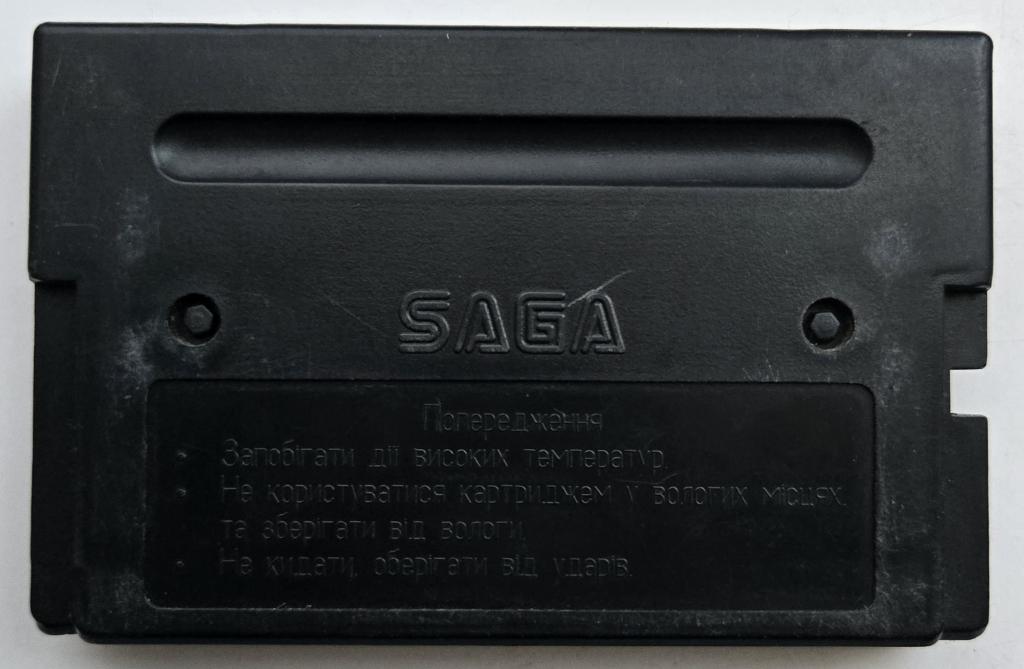 SAGA
Попередження
• Запобігати дії високих температур.
• Не користуватися картриджем у вологих місцях,
та зберігати від вологи.
• Не кидати, оберігати від ударів.